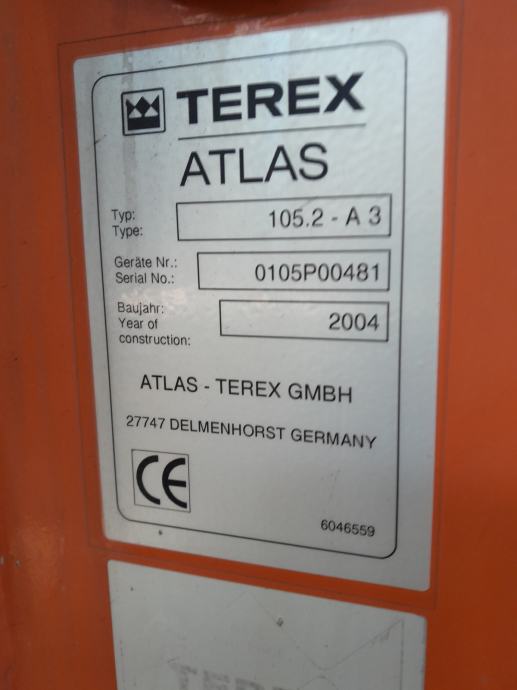 TEREX
ATLAS
Typ:
Type:
105.2 - A 3
Geräte Nr.:
Serial No.:
0105P00481
Baujahr:
Year of
construction:
2004
ATLAS - TEREX GMBH
27747 DELMENHORST GERMANY
CE
6046559